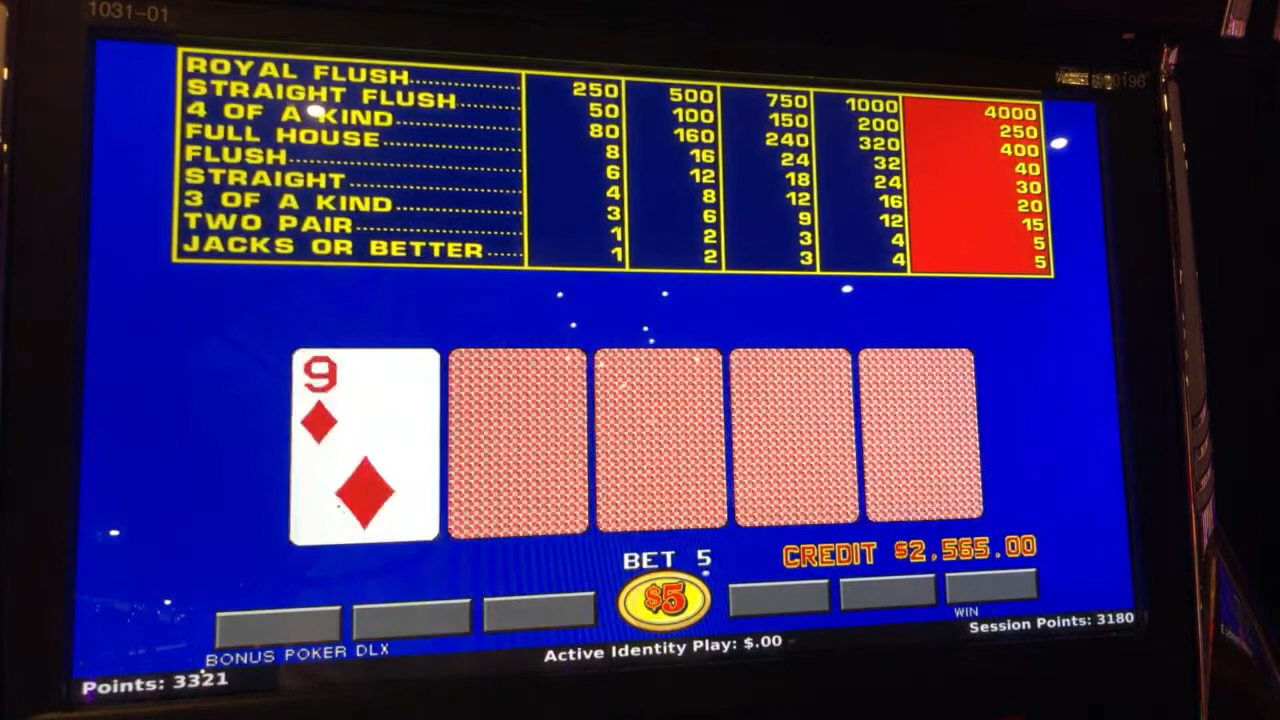 1031-01
ROYAL FLUSH 250 500 750 1000 4000
STRAIGHT FLUSH 50 100 150 200 250
4 OF A KIND 80 160 240 320 400
FULL HOUSE 8 16 24 32 40
FLUSH 6 12 18 24 30
STRAIGHT 4 8 12 16 20
3 OF A KIND 3 6 9 12 15
TWO PAIR 1 2 3 4 5
JACKS OR BETTER 1 2 3 4 5
9
BET 5
CREDIT $2,565.00
$5
WIN
BONUS POKER DLX
Active Identity Play: $.00
Session Points: 3180
Points: 3321